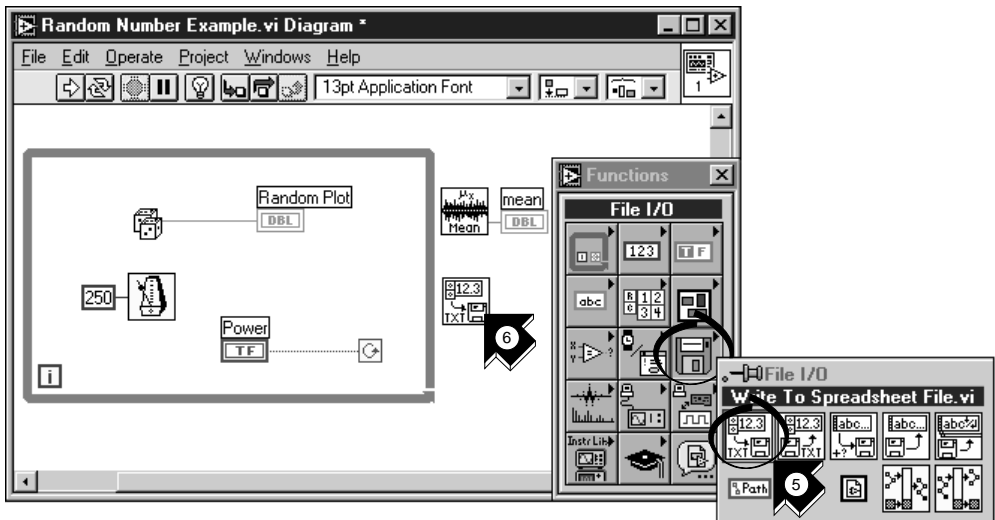 Random Number Example.vi Diagram *
File Edit Operate Project Windows Help
13pt Application Font
1
Random Plot
DBL
μx
Mean
mean
DBL
250
12.3
TXT
6
Power
TF
i
Functions
File I/O
123
TF
abc
Instr Lib
File I/O
Write To Spreadsheet File.vi
12.3 12.3 abc... abc... abc
TXT TXT +?
Path
5